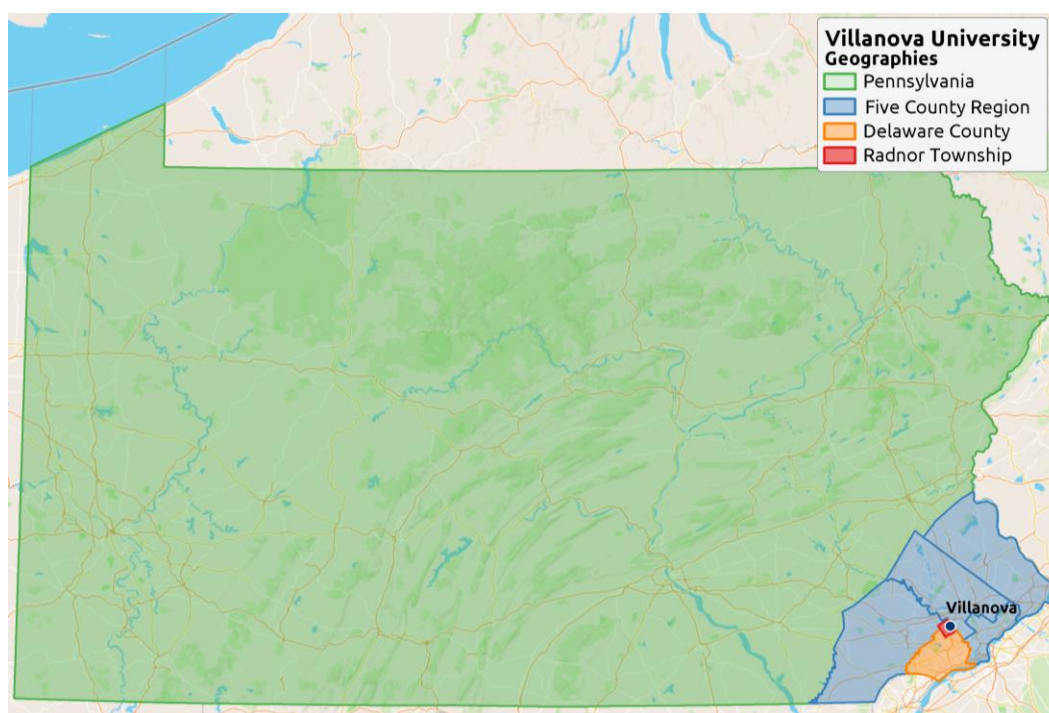 Villanova University
Geographies
Pennsylvania
Five County Region
Delaware County
Radnor Township
Villanova